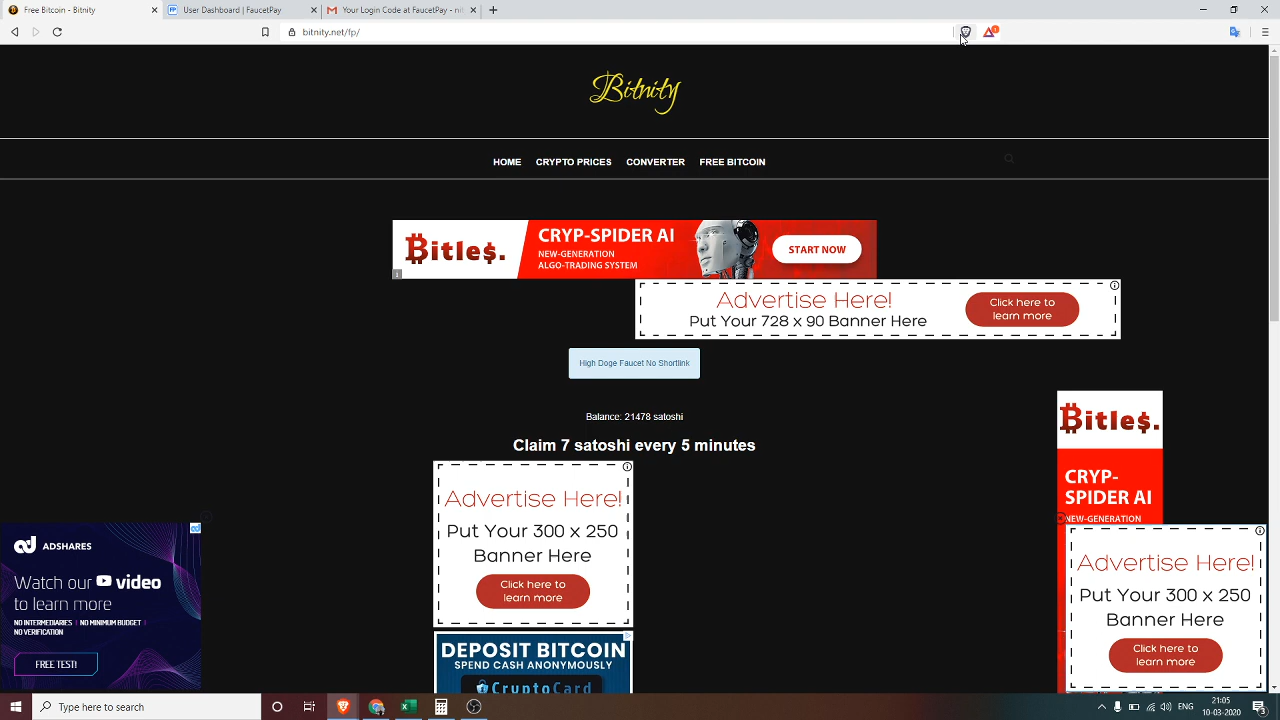 Free Bitcoin - Bitnity
User Dashboard | FaucetPay
Your Login Code at FaucetPay - nit
bitnity.net/fp/
1
Bitnity
HOME
CRYPTO PRICES
CONVERTER
FREE BITCOIN
Bitles.
CRYP-SPIDER AI
NEW-GENERATION
ALGO-TRADING SYSTEM
START NOW
Advertise Here!
Put Your 728 x 90 Banner Here
Click here to
learn more
High Doge Faucet No Shortlink
Balance: 21478 satoshi
Claim 7 satoshi every 5 minutes
Advertise Here!
Put Your 300 x 250
Banner Here
Click here to
learn more
Bitles.
CRYP-
SPIDER AI
NEW-GENERATION
ADSHARES
Watch our video
to learn more
NO INTERMEDIARIES | NO MINIMUM BUDGET |
NO VERIFICATION
FREE TEST!
Advertise Here!
Put Your 300 x 250
Banner Here
Click here to
learn more
DEPOSIT BITCOIN
SPEND CASH ANONYMOUSLY
CryptoCard
Type here to search
21:05
10-03-2020
3